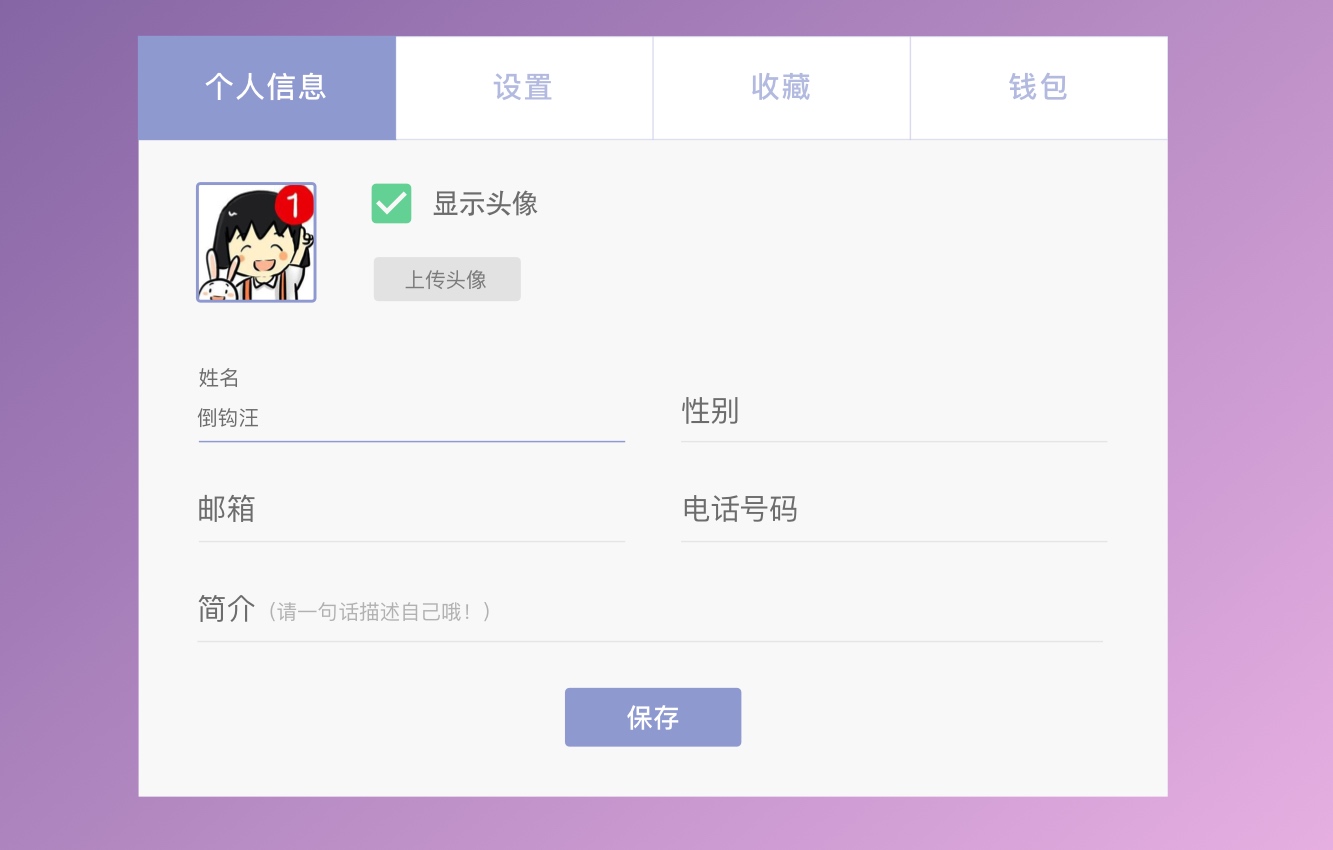 个人信息 设置 收藏 钱包
1
显示头像
上传头像
姓名
倒钩汪
性别
邮箱
电话号码
简介（请一句话描述自己哦！）
保存